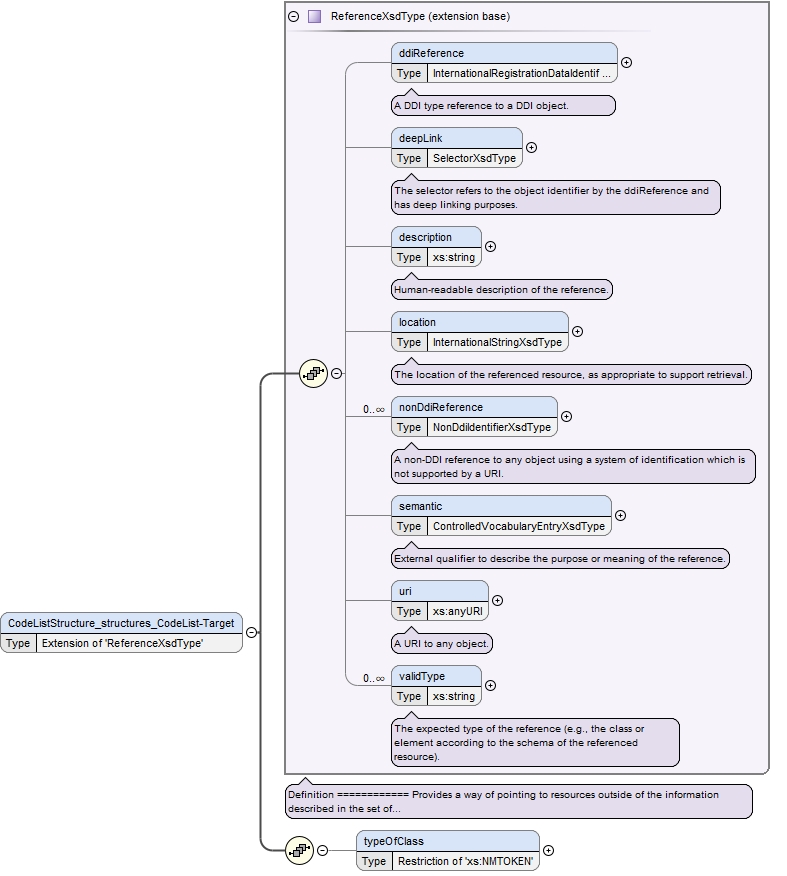 ReferenceXsdType (extension base)
ddiReference
Type InternationalRegistrationDataIdentif ...
A DDI type reference to a DDI object.
deepLink
Type SelectorXsdType
The selector refers to the object identifier by the ddiReference and
has deep linking purposes.
description
Type xs:string
Human-readable description of the reference.
location
Type InternationalStringXsdType
The location of the referenced resource, as appropriate to support retrieval.
0..∞ nonDdiReference
Type NonDdiIdentifierXsdType
A non-DDI reference to any object using a system of identification which is
not supported by a URI.
semantic
Type ControlledVocabularyEntryXsdType
External qualifier to describe the purpose or meaning of the reference.
uri
Type xs:anyURI
A URI to any object.
CodeListStructure_structures_CodeList-Target
Type Extension of 'ReferenceXsdType'
0..∞ validType
Type xs:string
The expected type of the reference (e.g., the class or
element according to the schema of the referenced
resource).
Definition ============ Provides a way of pointing to resources outside of the information
described in the set of...
typeOfClass
Type Restriction of 'xs:NMTOKEN'